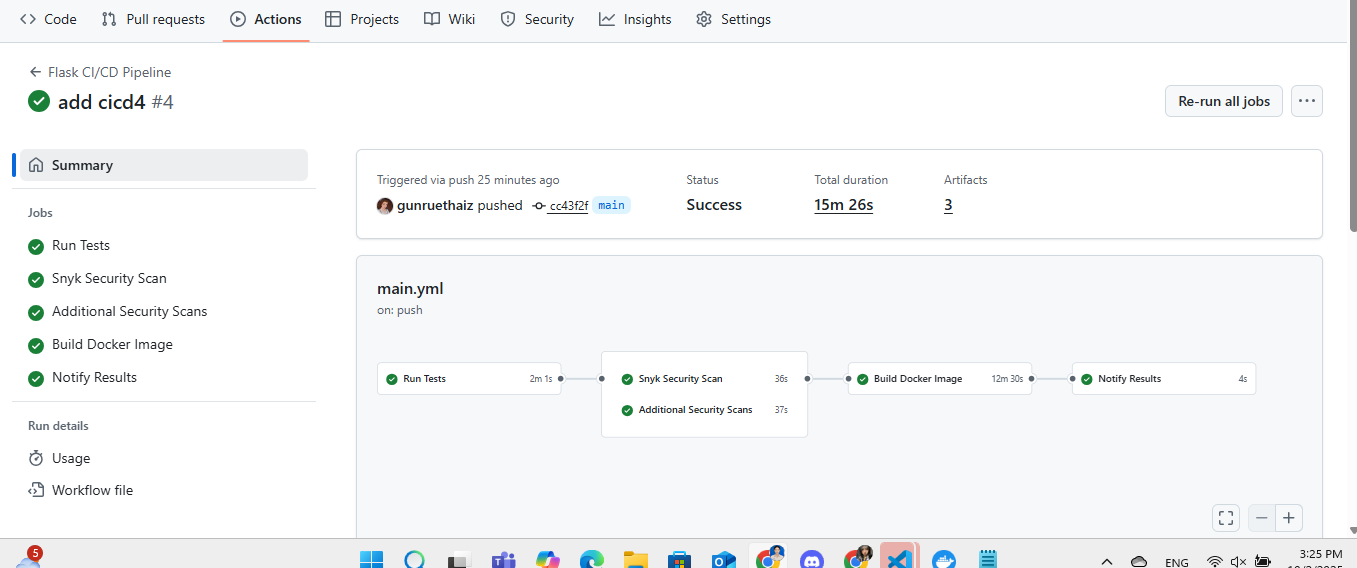 Code Pull requests Actions Projects Wiki Security Insights Settings
Flask CI/CD Pipeline
add cicd4 #4
Re-run all jobs
Summary
Jobs
Run Tests
Snyk Security Scan
Additional Security Scans
Build Docker Image
Notify Results
Run details
Usage
Workflow file
Triggered via push 25 minutes ago
gunruethaiz pushed cc43f2f main
Status
Success
Total duration
15m 26s
Artifacts
3
main.yml
on: push
Run Tests 2m 1s
Snyk Security Scan 36s
Additional Security Scans 37s
Build Docker Image 12m 30s
Notify Results 4s
5
ENG
3:25 PM